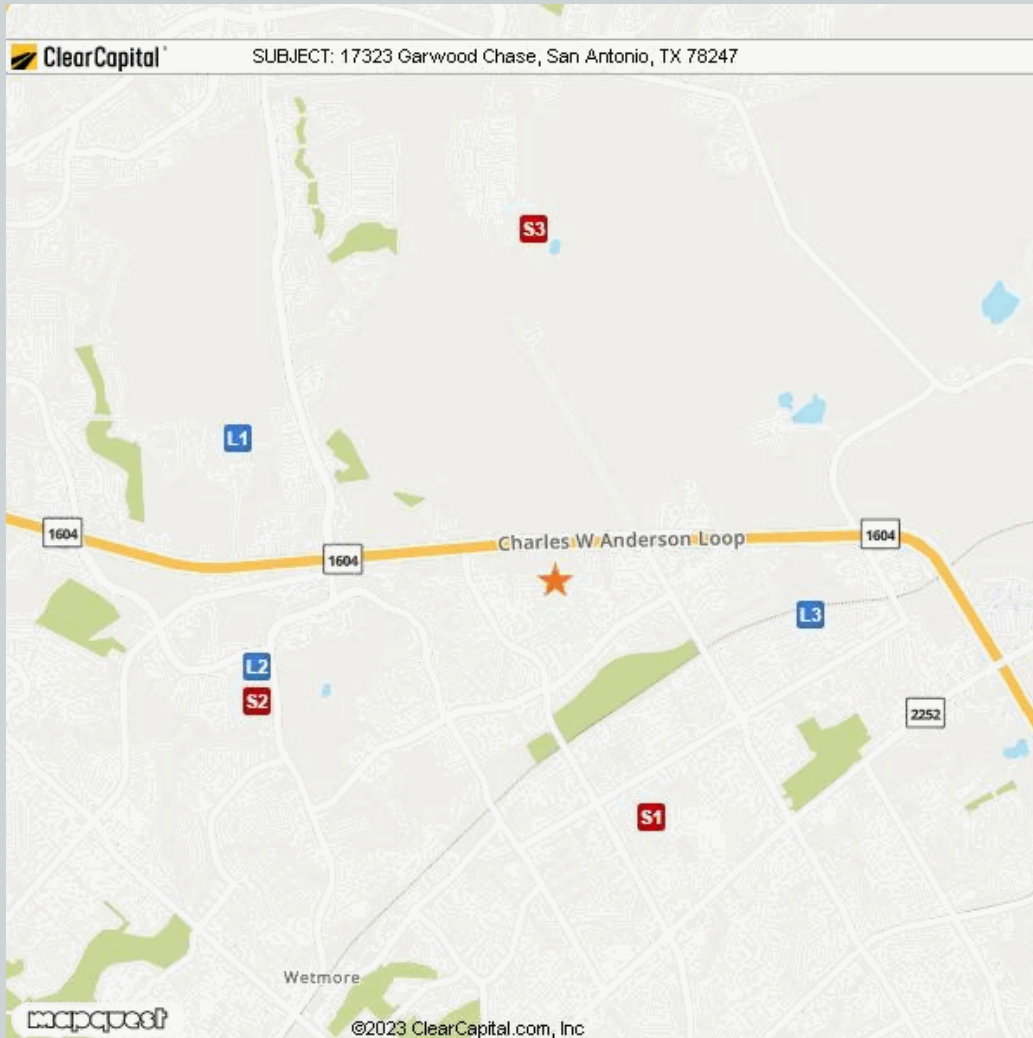 ClearCapital
SUBJECT: 17323 Garwood Chase, San Antonio, TX 78247
S3
L1
1604
1604
Charles W Anderson Loop
1604
L3
L2
S2
2252
S1
Wetmore
mapquest
©2023 ClearCapital.com, Inc